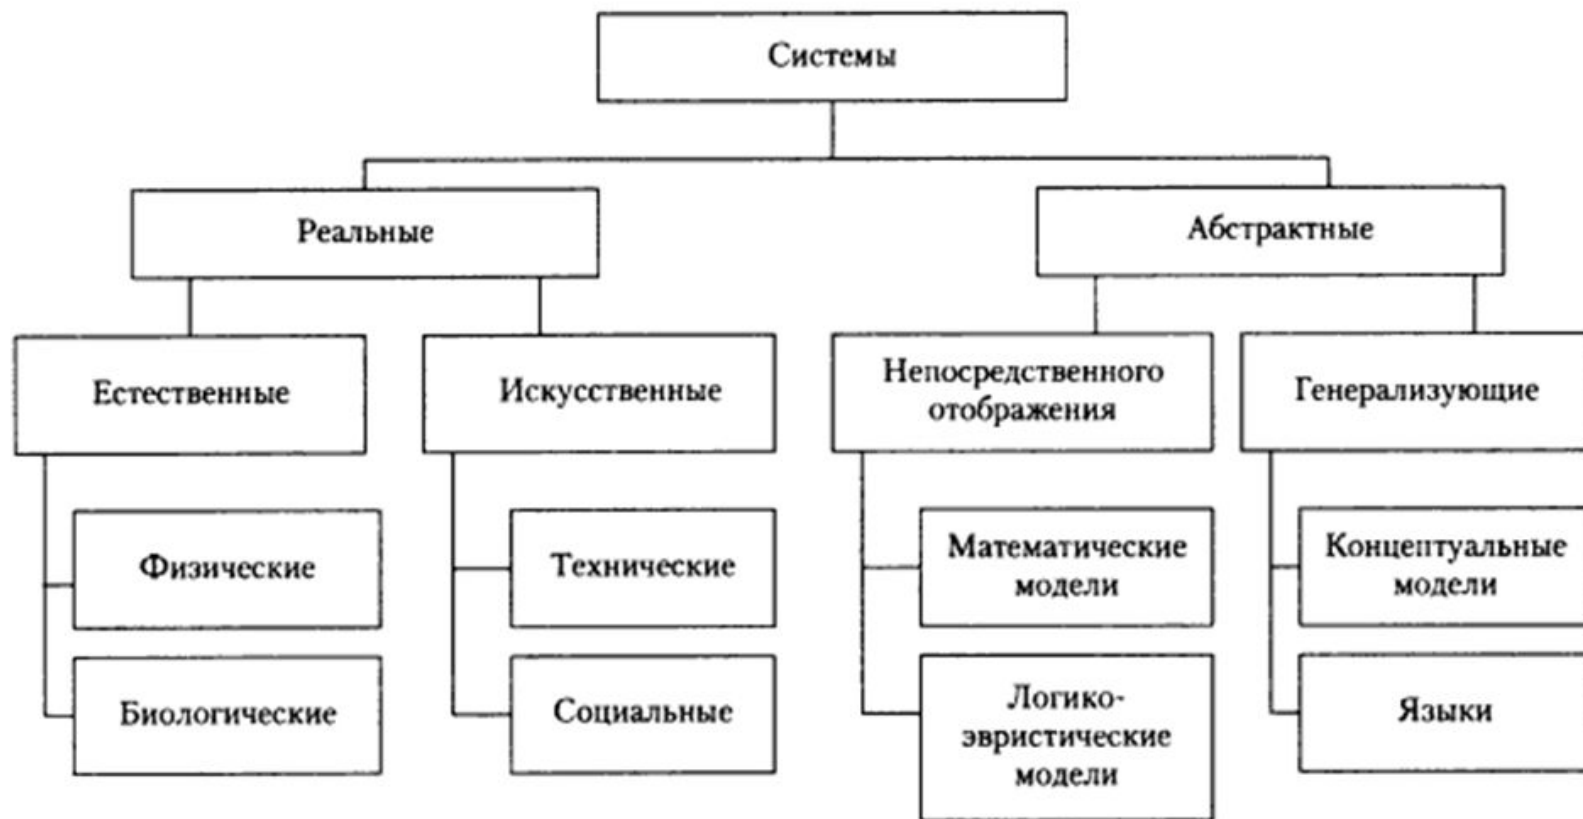 Системы
Реальные
Абстрактные
Естественные
Искусственные
Непосредственного
отображения
Генерализующие
Физические
Технические
Математические
модели
Концептуальные
модели
Биологические
Социальные
Логико-
эвристические
модели
Языки